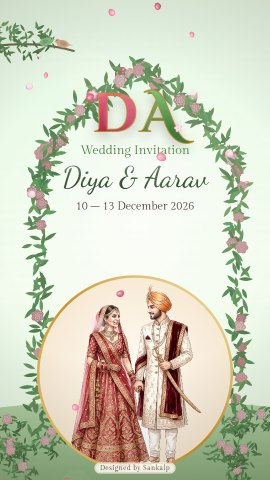 DA
Wedding Invitation
Diya & Aarav
10 — 13 December 2026
Designed by Sankalp